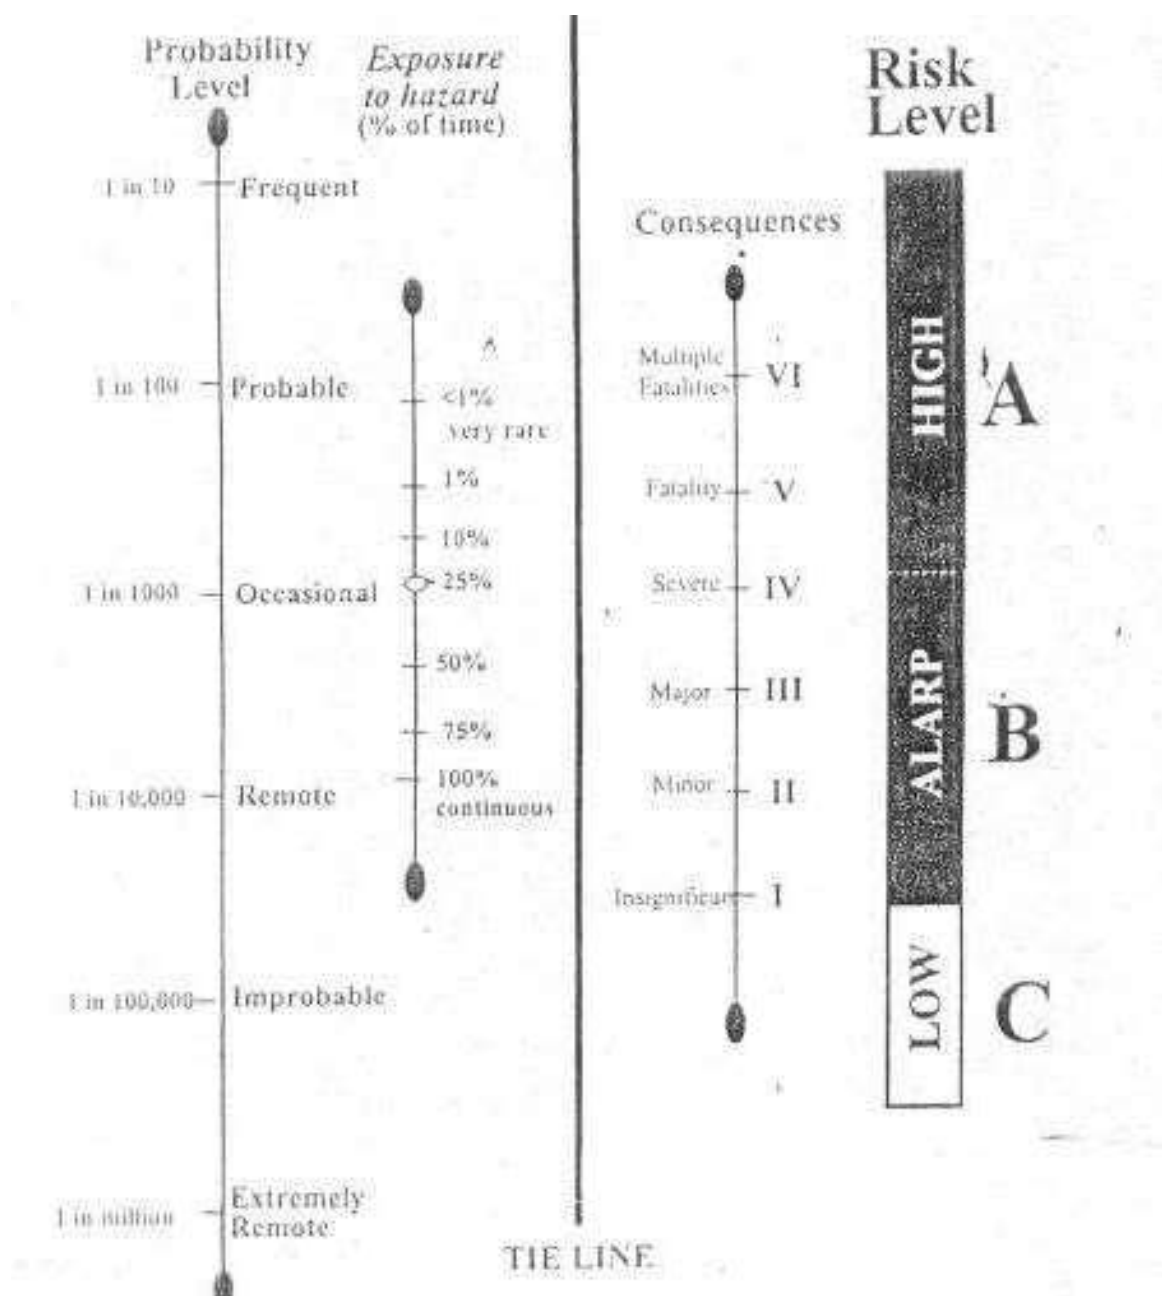 Probability
Level
1 in 10
Frequent
1 in 100
Probable
1 in 1000
Occasional
1 in 10,000
Remote
1 in 100,000
Improbable
1 in million
Extremely
Remote
Exposure
to hazard
(% of time)
<1%
very rare
1%
10%
25%
50%
75%
100%
continuous
TIE LINE
Consequences
Multiple
Fatalities
VI
Fatality
V
Severe
IV
Major
III
Minor
II
Insignificant
I
Risk
Level
HIGH
A
ALARP
B
LOW
C